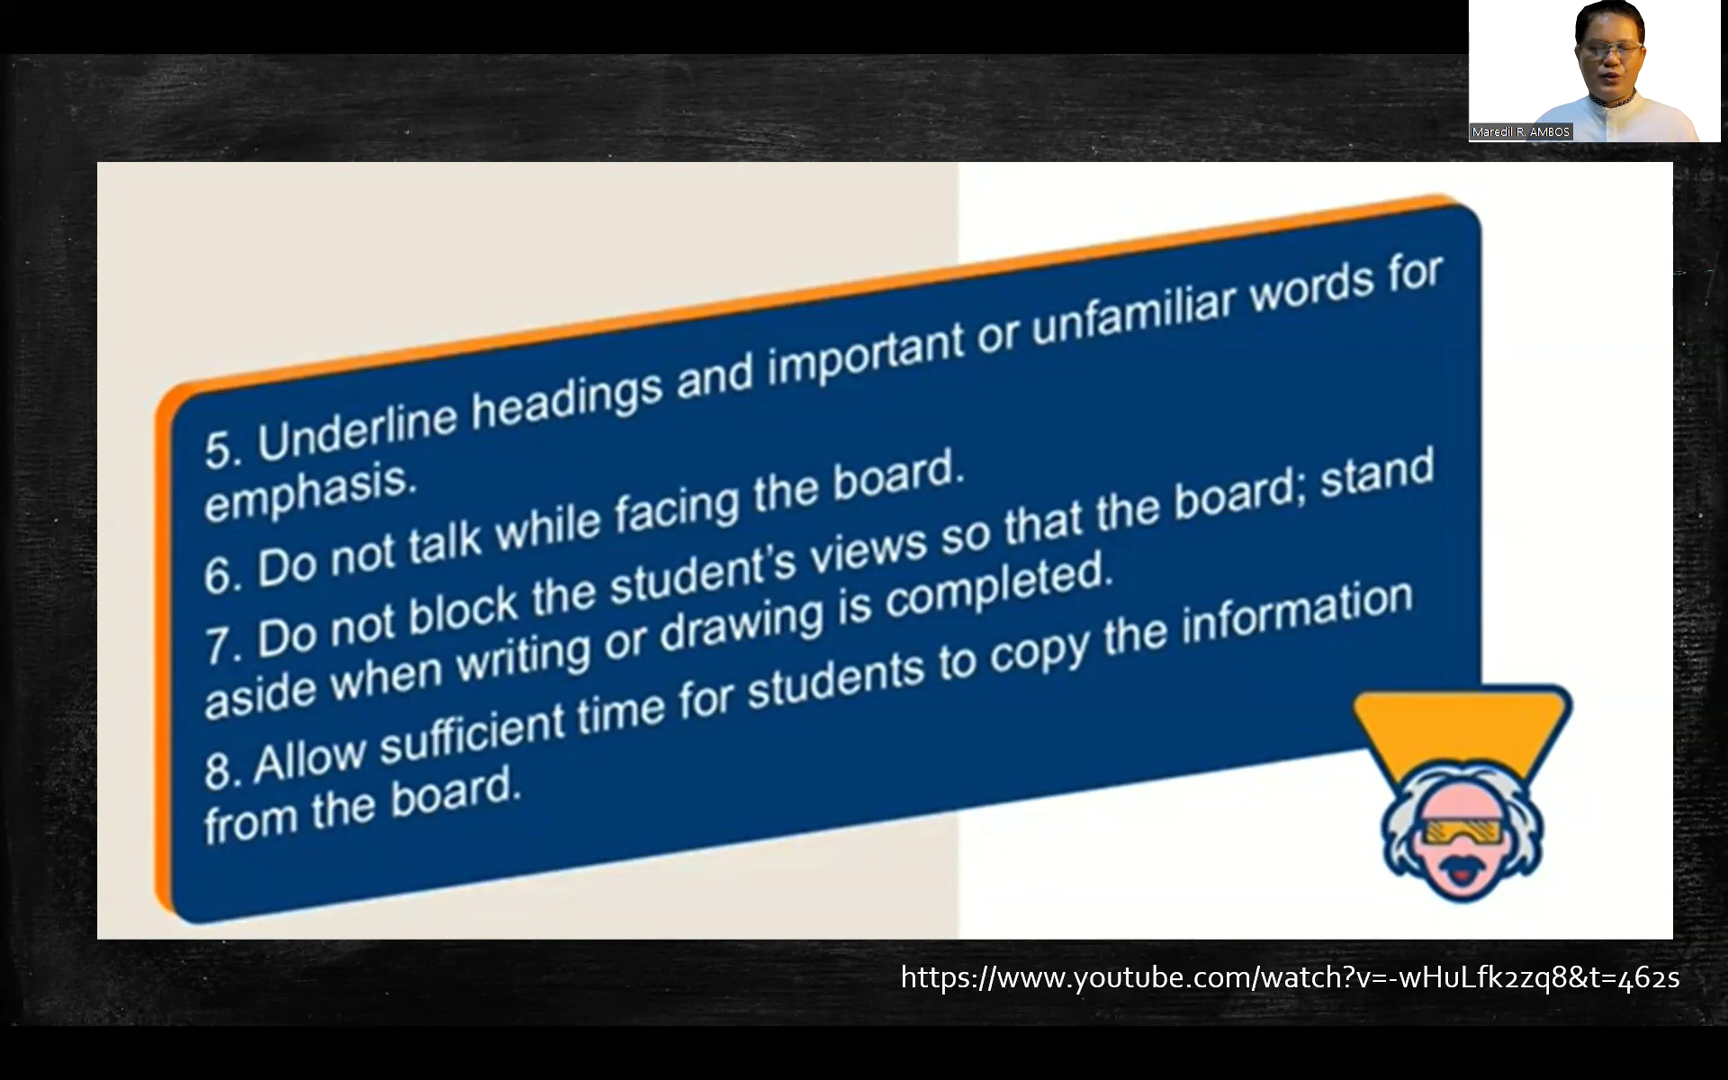 Maredil R. AMBOS
5. Underline headings and important or unfamiliar words for
emphasis.
6. Do not talk while facing the board.
7. Do not block the student's views so that the board; stand
aside when writing or drawing is completed.
8. Allow sufficient time for students to copy the information
from the board.
https://www.youtube.com/watch?v=-wHuLfk2zq8&t=462s